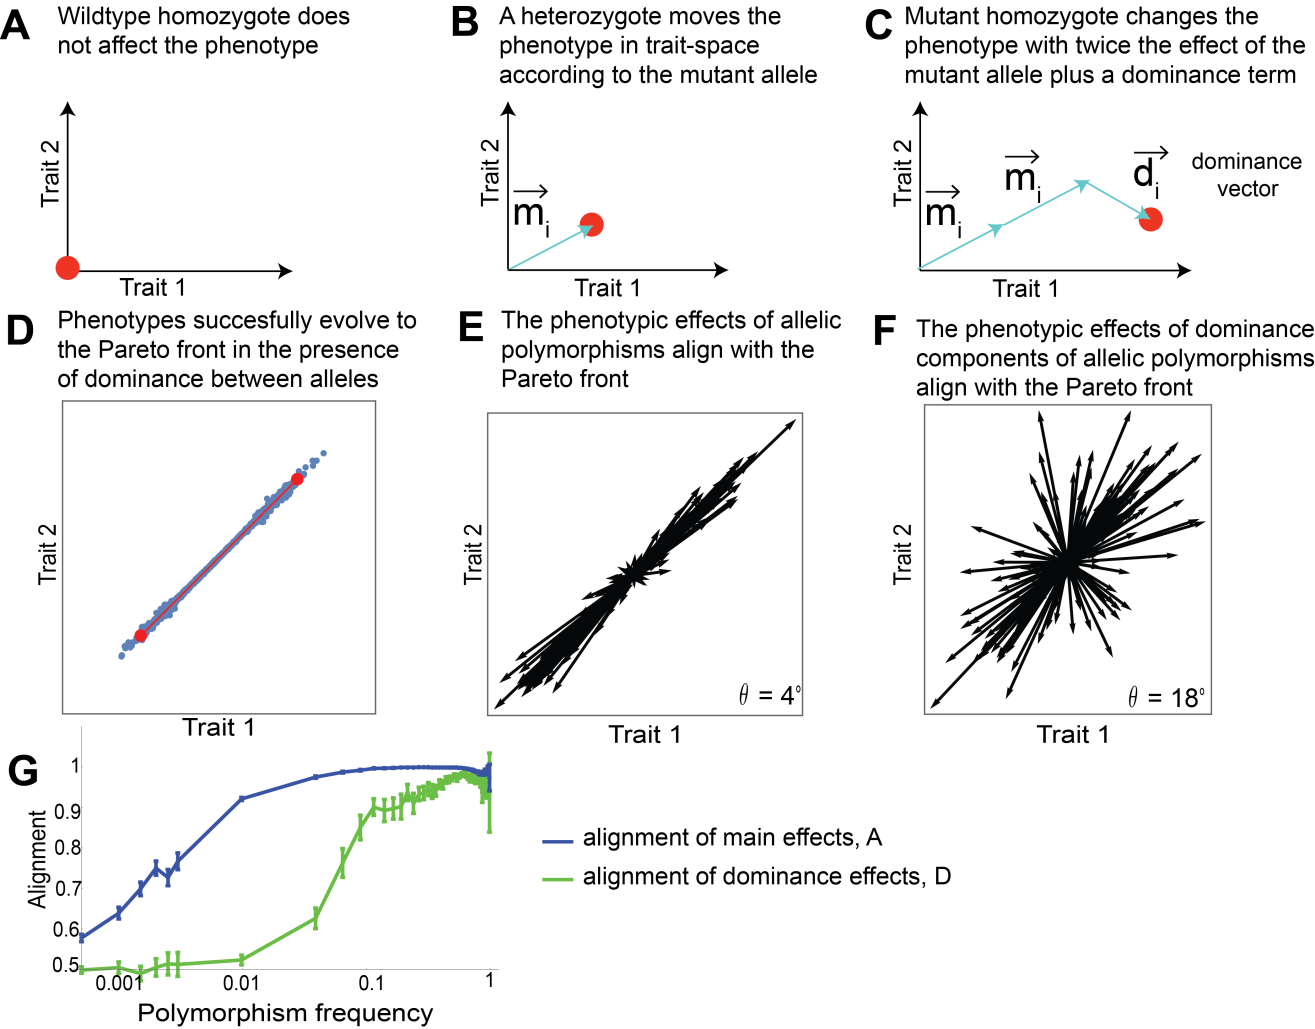 A
Wildtype homozygote does
not affect the phenotype
Trait 2
Trait 1
B
A heterozygote moves the
phenotype in trait-space
according to the mutant allele
Trait 2
m i
Trait 1
C
Mutant homozygote changes the
phenotype with twice the effect of the
mutant allele plus a dominance term
Trait 2
m i
m i
d i
dominance
vector
Trait 1
D
Phenotypes succesfully evolve to
the Pareto front in the presence
of dominance between alleles
Trait 2
Trait 1
E
The phenotypic effects of allelic
polymorphisms align with the
Pareto front
Trait 2
θ = 4°
Trait 1
F
The phenotypic effects of dominance
components of allelic polymorphisms
align with the Pareto front
Trait 2
θ = 18°
Trait 1
G
Alignment
1
0.9
0.8
0.7
0.6
0.5
0.001
0.01
0.1
1
Polymorphism frequency
alignment of main effects, A
alignment of dominance effects, D